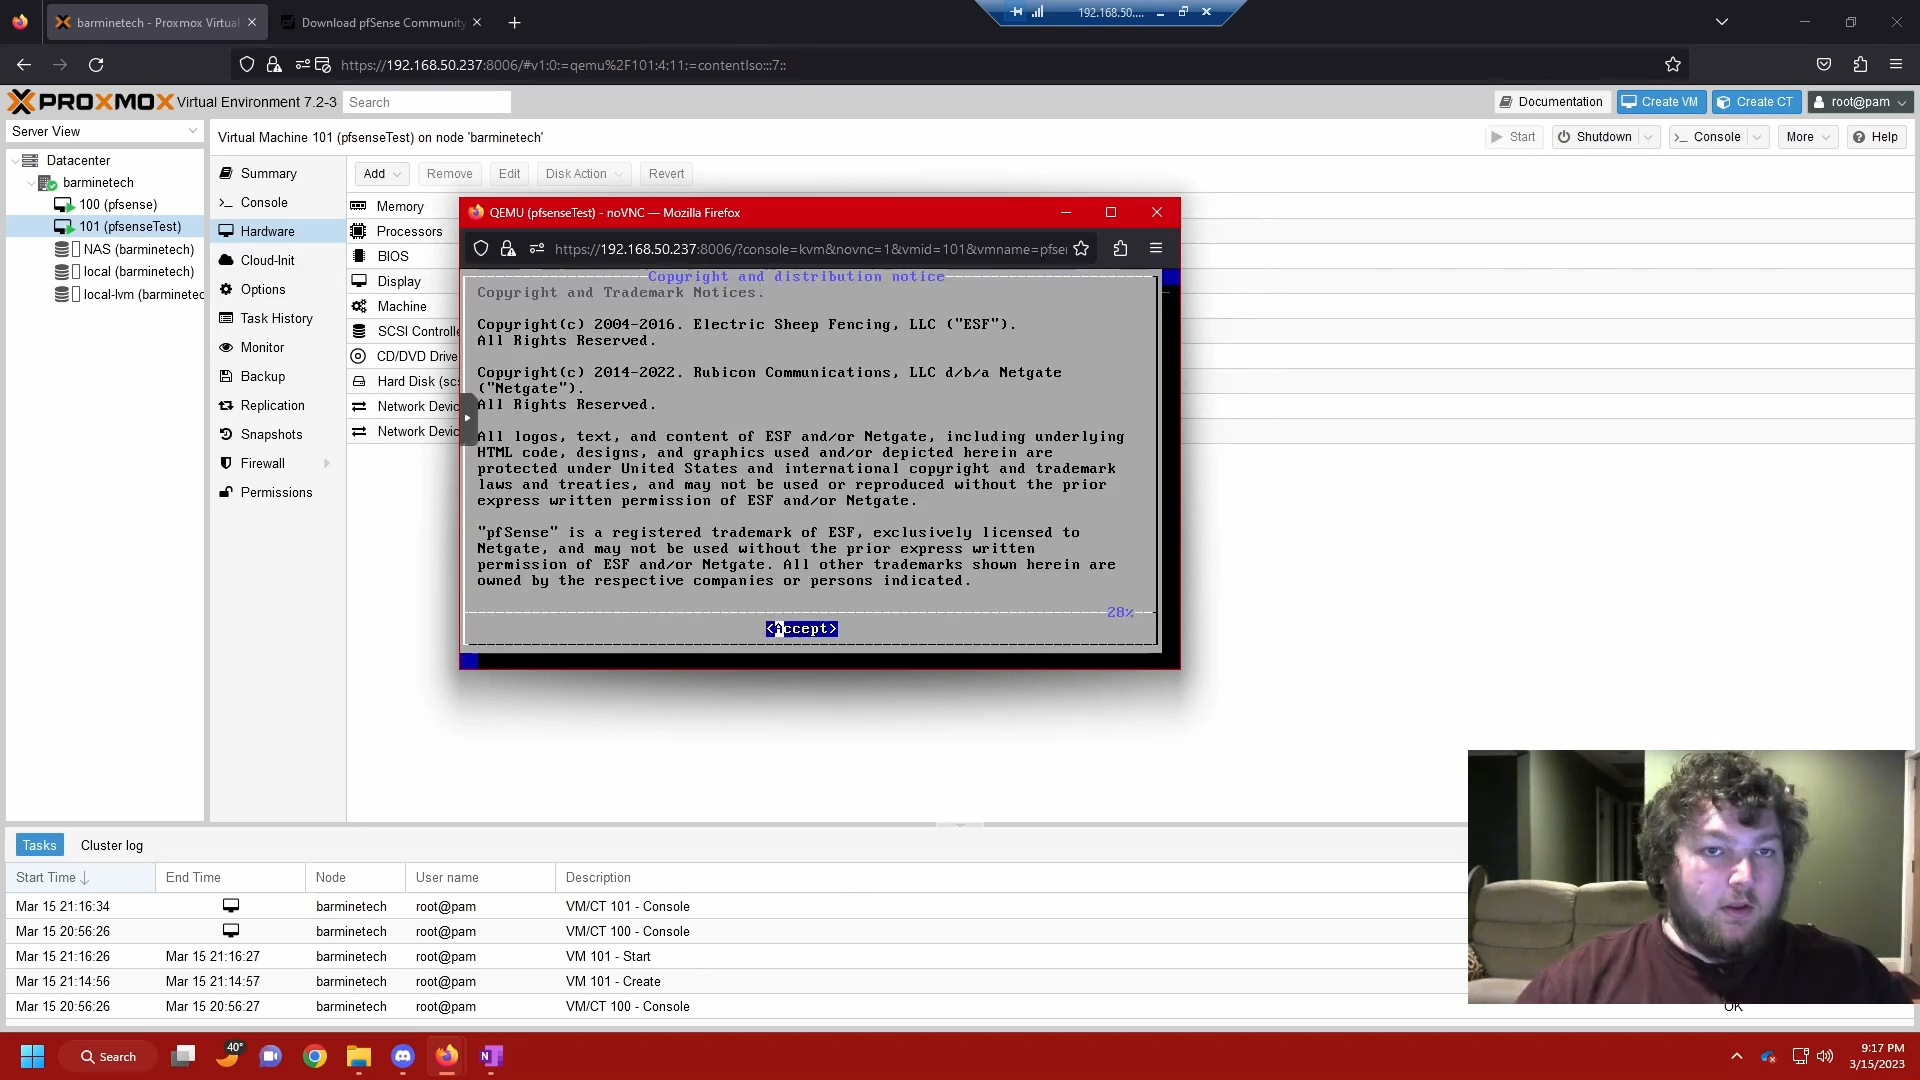 barminetech - Proxmox Virtual
Download pfSense Community
192.168.50....
https://192.168.50.237:8006/#v1:0:=qemu%2F101:4:11:=contentIso:::7::
PROXMOX Virtual Environment 7.2-3
Search
Documentation
Create VM
Create CT
root@pam
Server View
Virtual Machine 101 (pfsenseTest) on node 'barminetech'
Start
Shutdown
Console
More
Help
Datacenter
barminetech
100 (pfsense)
101 (pfsenseTest)
NAS (barminetech)
local (barminetech)
local-lvm (barminetec
Summary
Console
Hardware
Cloud-Init
Options
Task History
Monitor
Backup
Replication
Snapshots
Firewall
Permissions
Add
Remove
Edit
Disk Action
Revert
Memory
Processors
BIOS
Display
Machine
SCSI Controlle
CD/DVD Drive
Hard Disk (scs
Network Devic
Network Devic
QEMU (pfsenseTest) - noVNC — Mozilla Firefox
https://192.168.50.237:8006/?console=kvm&novnc=1&vmid=101&vmname=pfse
Copyright and distribution notice
Copyright and Trademark Notices.
Copyright(c) 2004-2016. Electric Sheep Fencing, LLC ("ESF").
All Rights Reserved.
Copyright(c) 2014-2022. Rubicon Communications, LLC d/b/a Netgate
("Netgate").
All Rights Reserved.
All logos, text, and content of ESF and/or Netgate, including underlying
HTML code, designs, and graphics used and/or depicted herein are
protected under United States and international copyright and trademark
laws and treaties, and may not be used or reproduced without the prior
express written permission of ESF and/or Netgate.
"pfSense" is a registered trademark of ESF, exclusively licensed to
Netgate, and may not be used without the prior express written
permission of ESF and/or Netgate. All other trademarks shown herein are
owned by the respective companies or persons indicated.
28%
<Accept>
Tasks
Cluster log
Start Time
End Time
Node
User name
Description
Mar 15 21:16:34 barminetech root@pam VM/CT 101 - Console
Mar 15 20:56:26 barminetech root@pam VM/CT 100 - Console
Mar 15 21:16:26 Mar 15 21:16:27 barminetech root@pam VM 101 - Start
Mar 15 21:14:56 Mar 15 21:14:57 barminetech root@pam VM 101 - Create
Mar 15 20:56:26 Mar 15 20:56:27 barminetech root@pam VM/CT 100 - Console
OK
Search
40°
9:17 PM
3/15/2023